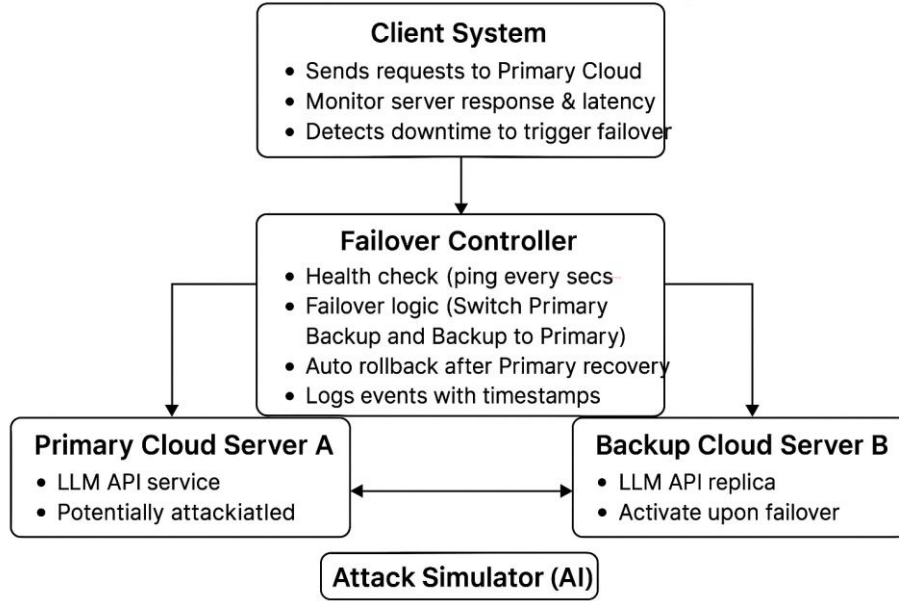 Client System
• Sends requests to Primary Cloud
• Monitor server response & latency
• Detects downtime to trigger failover
Failover Controller
• Health check (ping every secs
• Failover logic (Switch Primary
Backup and Backup to Primary)
• Auto rollback after Primary recovery
• Logs events with timestamps
Primary Cloud Server A
• LLM API service
• Potentially attackiatled
Backup Cloud Server B
• LLM API replica
• Activate upon failover
Attack Simulator (AI)